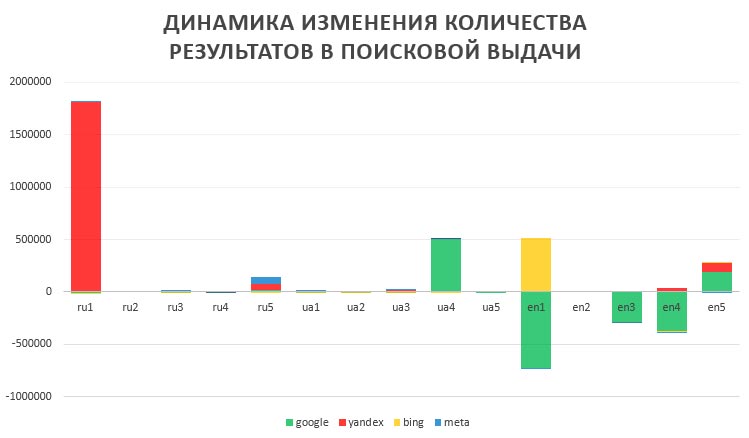 ДИНАМИКА ИЗМЕНЕНИЯ КОЛИЧЕСТВА
РЕЗУЛЬТАТОВ В ПОИСКОВОЙ ВЫДАЧИ
2000000
1500000
1000000
500000
0
ru1 ru2 ru3 ru4 ru5 ua1 ua2 ua3 ua4 ua5 en1 en2 en3 en4 en5
-500000
-1000000
google yandex bing meta